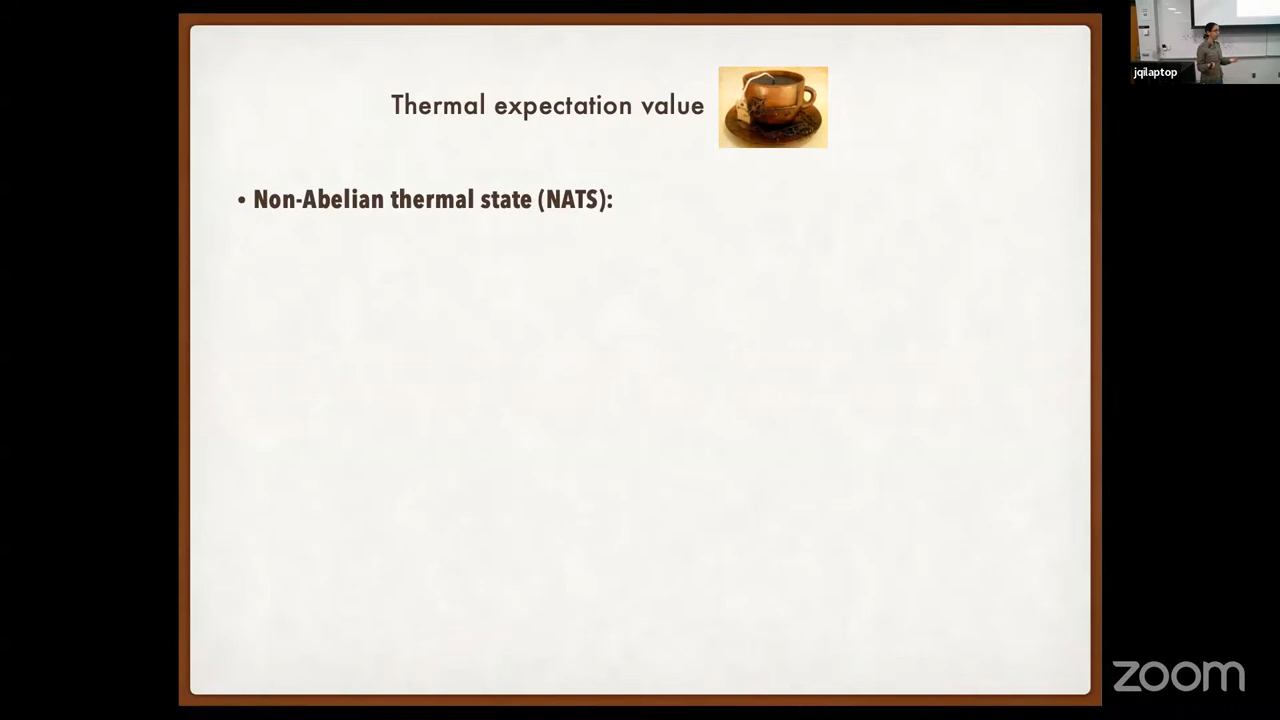 jqilaptop
Thermal expectation value
• Non-Abelian thermal state (NATS):
zoom